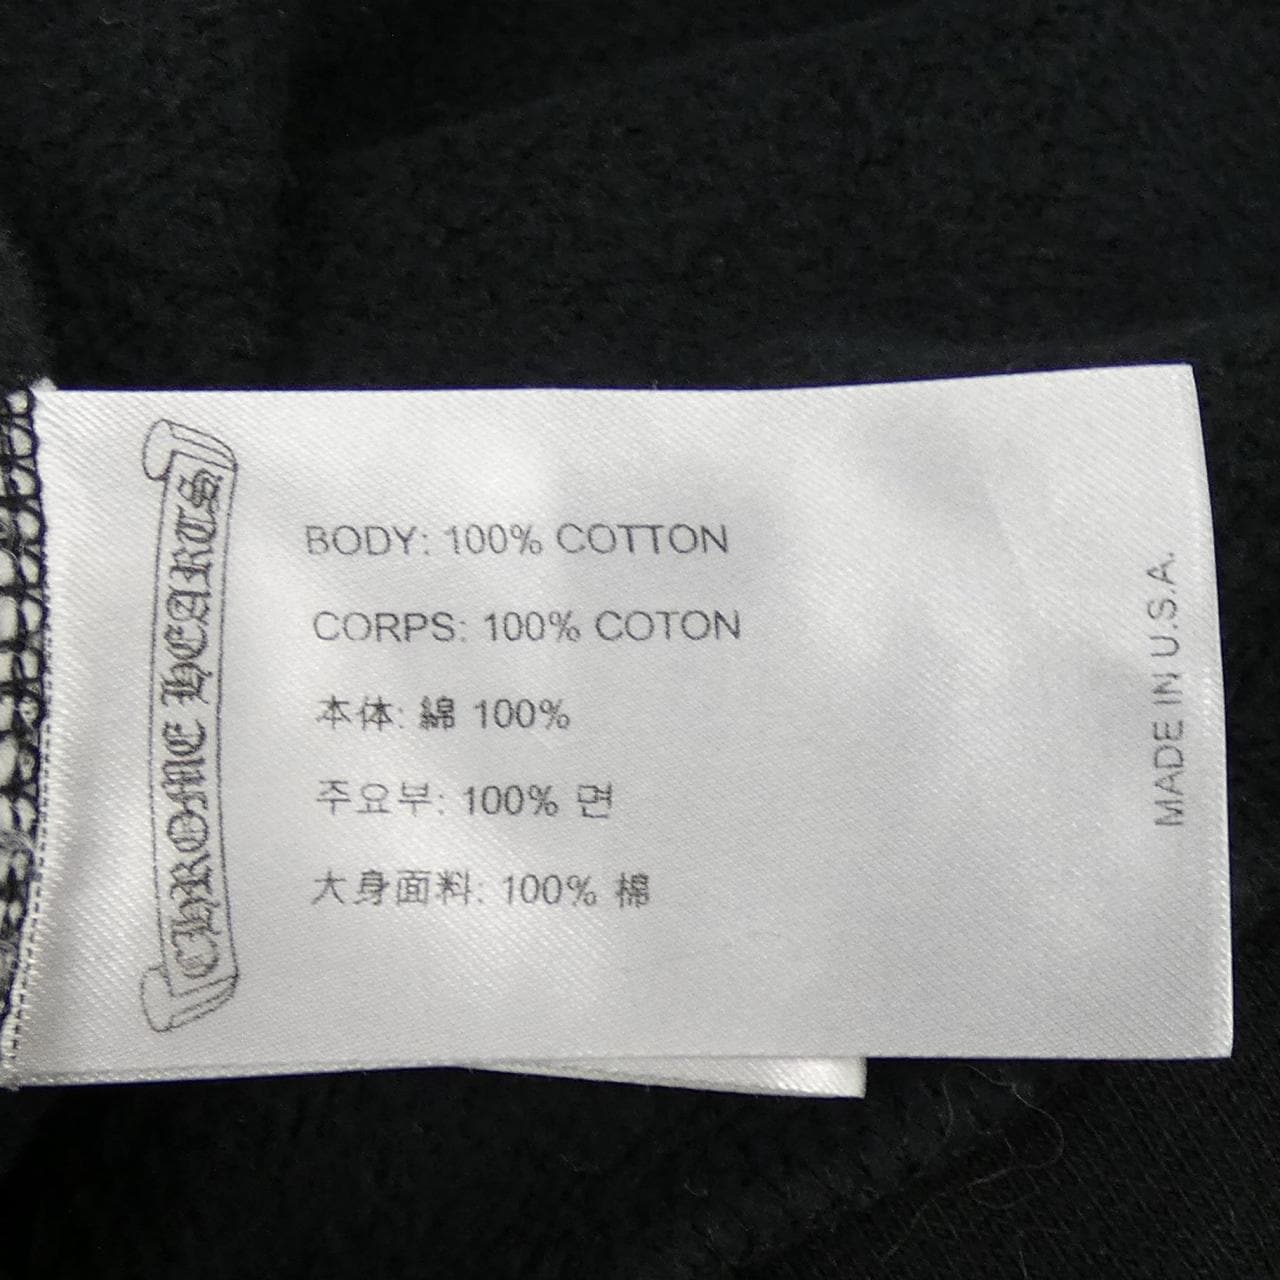 CHROME HEARTS
BODY: 100% COTTON
CORPS: 100% COTON
本体: 綿 100%
주요부: 100% 면
大身面料: 100% 棉
MADE IN U.S.A.